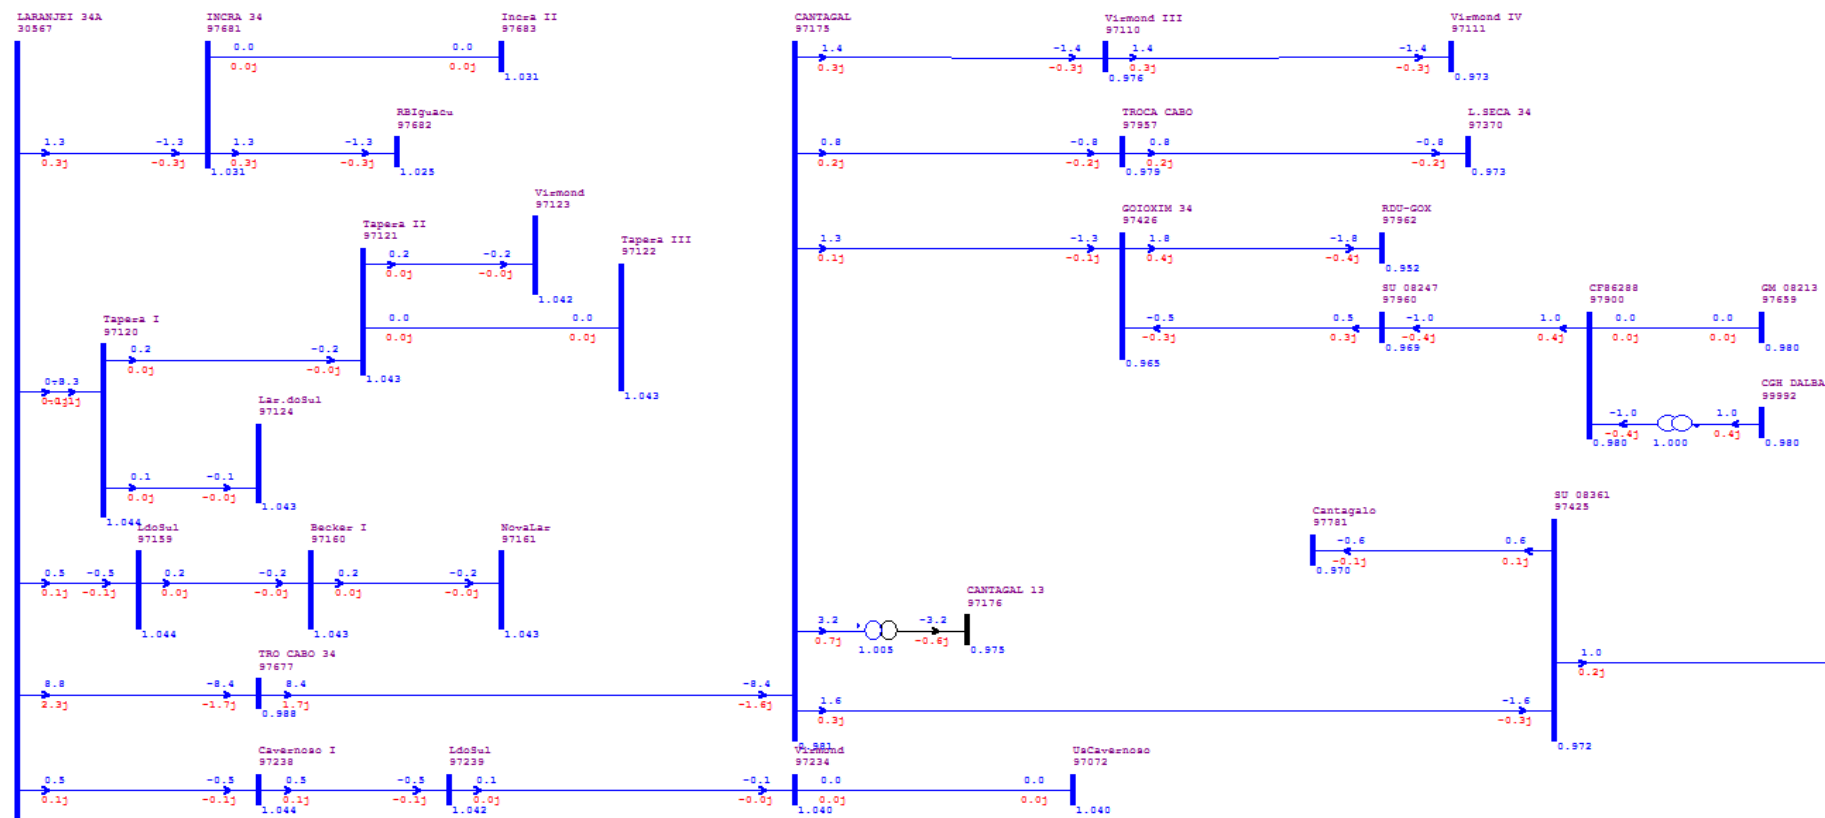 LARANJEI 34A
30567
INCRA 34
97681
Incra II
97683
0.0 0.0
0.0j 0.0j
1.031
RBIguacu
97682
1.3 -1.3 1.3 -1.3
0.3j -0.3j 0.3j -0.3j
1.031 1.025
Virmond
97123
Tapera II
97121
Tapera III
97122
0.2 -0.2
0.0j -0.0j
1.042
0.0 0.0
0.0j 0.0j
1.043 1.043
Tapera I
97120
0.2 -0.2
0.0j -0.0j
Lar.doSul
97124
0.1 -0.1
0.0j -0.0j
1.043
1.044
LdoSul
97159
Becker I
97160
NovaLar
97161
0.5 -0.5 0.2 -0.2 0.2 -0.2
0.1j -0.1j 0.0j -0.0j 0.0j -0.0j
1.044 1.043 1.043
TRO CABO 34
97677
8.8 -8.4 8.4 -8.4
2.3j -1.7j 1.7j -1.6j
0.988
Cavernoso I
97238
LdoSul
97239
Virmond
97234
UsCavernoso
97072
0.5 -0.5 0.5 -0.5 0.1 -0.1 0.0 0.0
0.1j -0.1j 0.1j -0.1j 0.0j -0.0j 0.0j 0.0j
1.044 1.042 1.040 1.040
CANTAGAL
97175
Virmond III
97110
Virmond IV
97111
1.4 -1.4 1.4 -1.4
0.3j -0.3j 0.3j -0.3j
0.976 0.973
TROCA CABO
97957
L.SECA 34
97370
0.8 -0.8 0.8 -0.8
0.2j -0.2j 0.2j -0.2j
0.979 0.973
GOIOXIM 34
97426
RDU-GOX
97962
1.3 -1.3 1.8 -1.8
0.1j -0.1j 0.4j -0.4j
0.952
SU 08247
97960
CF86288
97900
GM 08213
97659
-0.5 0.5 -1.0 1.0 0.0 0.0
-0.3j 0.3j -0.4j 0.4j 0.0j 0.0j
0.965 0.969 0.980
CGH DALBA
99992
-1.0 1.0
-0.4j 0.4j
0.980 1.000 0.980
SU 08361
97425
Cantagalo
97781
-0.6 0.6
-0.1j 0.1j
0.970
CANTAGAL 13
97176
3.2 -3.2
0.7j -0.6j
1.005 0.975
1.0
0.2j
1.6 -1.6
0.3j -0.3j
0.981 0.972